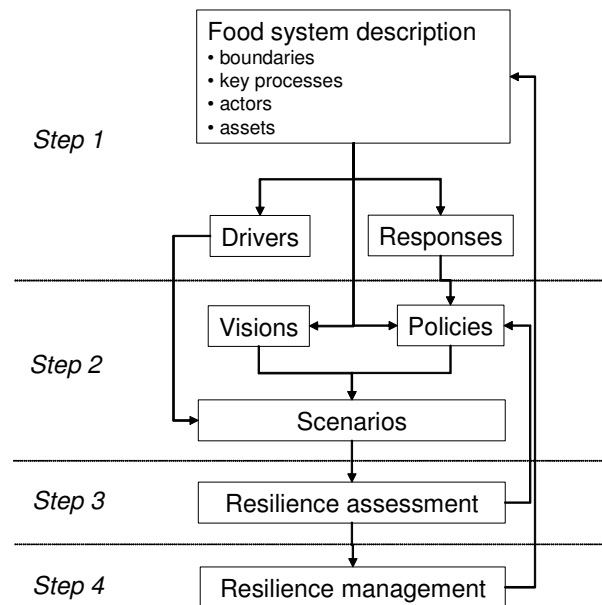 Food system description
• boundaries
• key processes
• actors
• assets
Step 1
Drivers
Responses
Visions
Policies
Step 2
Scenarios
Step 3
Resilience assessment
Step 4
Resilience management